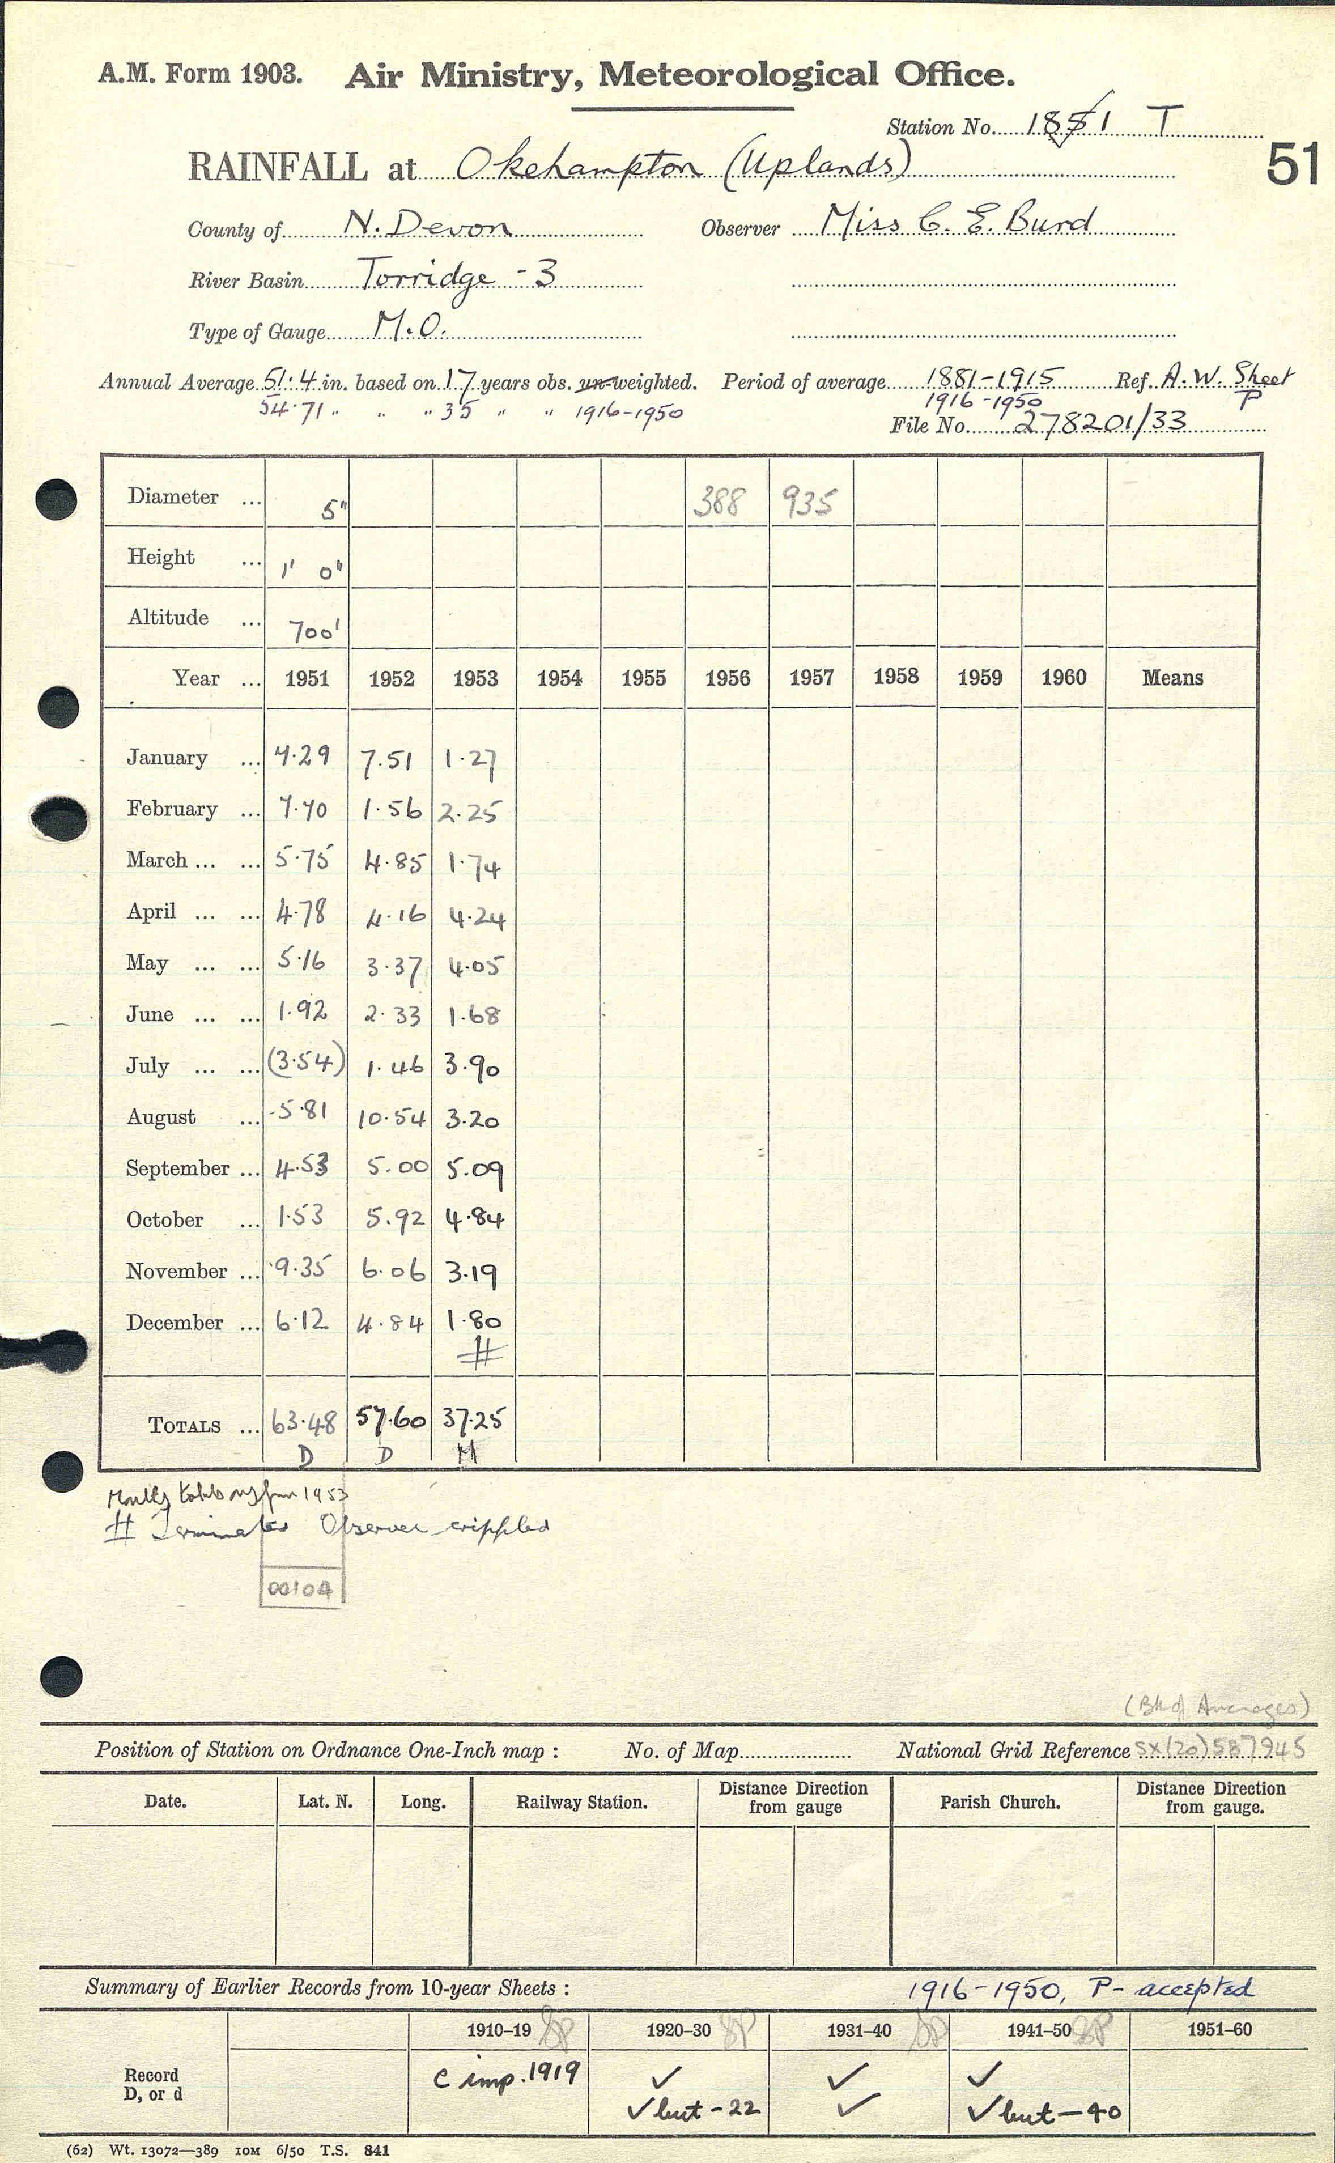 A.M. Form 1903. Air Ministry, Meteorological Office.
Station No. 1881 T
51
RAINFALL at Okehampton (Uplands)
County of N. Devon Observer Miss C. E. Burd
River Basin Torridge - 3
Type of Gauge M.O.
Annual Average 51.4 in. based on 17 years obs. un-weighted. Period of average 1881-1915 Ref. A.W. Sheet
54.71 " " " 35 " " 1916-1950 1916-1950 P
File No. 278201/33
Diameter ... 5" 388 935
Height ... 1' 0"
Altitude ... 700'
Year ... 1951 1952 1953 1954 1955 1956 1957 1958 1959 1960 Means
January ... 7.29 7.51 1.27
February ... 7.70 1.56 2.25
March ... ... 5.75 4.85 1.74
April ... ... 4.78 4.16 4.24
May ... ... 5.16 3.37 4.05
June ... ... 1.92 2.33 1.68
July ... ... (3.54) 1.46 3.90
August ... 5.81 10.54 3.20
September ... 4.53 5.00 5.09
October ... 1.53 5.92 4.84
November ... 9.35 6.06 3.19
December ... 6.12 4.84 1.80
#
TOTALS ... 63.48 57.60 37.25
D D M
Monthly totals only from 1953
# Terminates Observer crippled
00104
(Bk of Averages)
Position of Station on Ordnance One-Inch map : No. of Map National Grid Reference SX(20)587945
Date. Lat. N. Long. Railway Station. Distance Direction from gauge Parish Church. Distance Direction from gauge.
Summary of Earlier Records from 10-year Sheets : 1916-1950, P- accepted
1910-19 SP 1920-30 SP 1931-40 SP 1941-50 SP 1951-60
Record C imp. 1919 ✓ ✓ ✓
D, or d ✓ but - 22 ✓ ✓ but - 40
(62) Wt. 13072—389 10M 6/50 T.S. 841